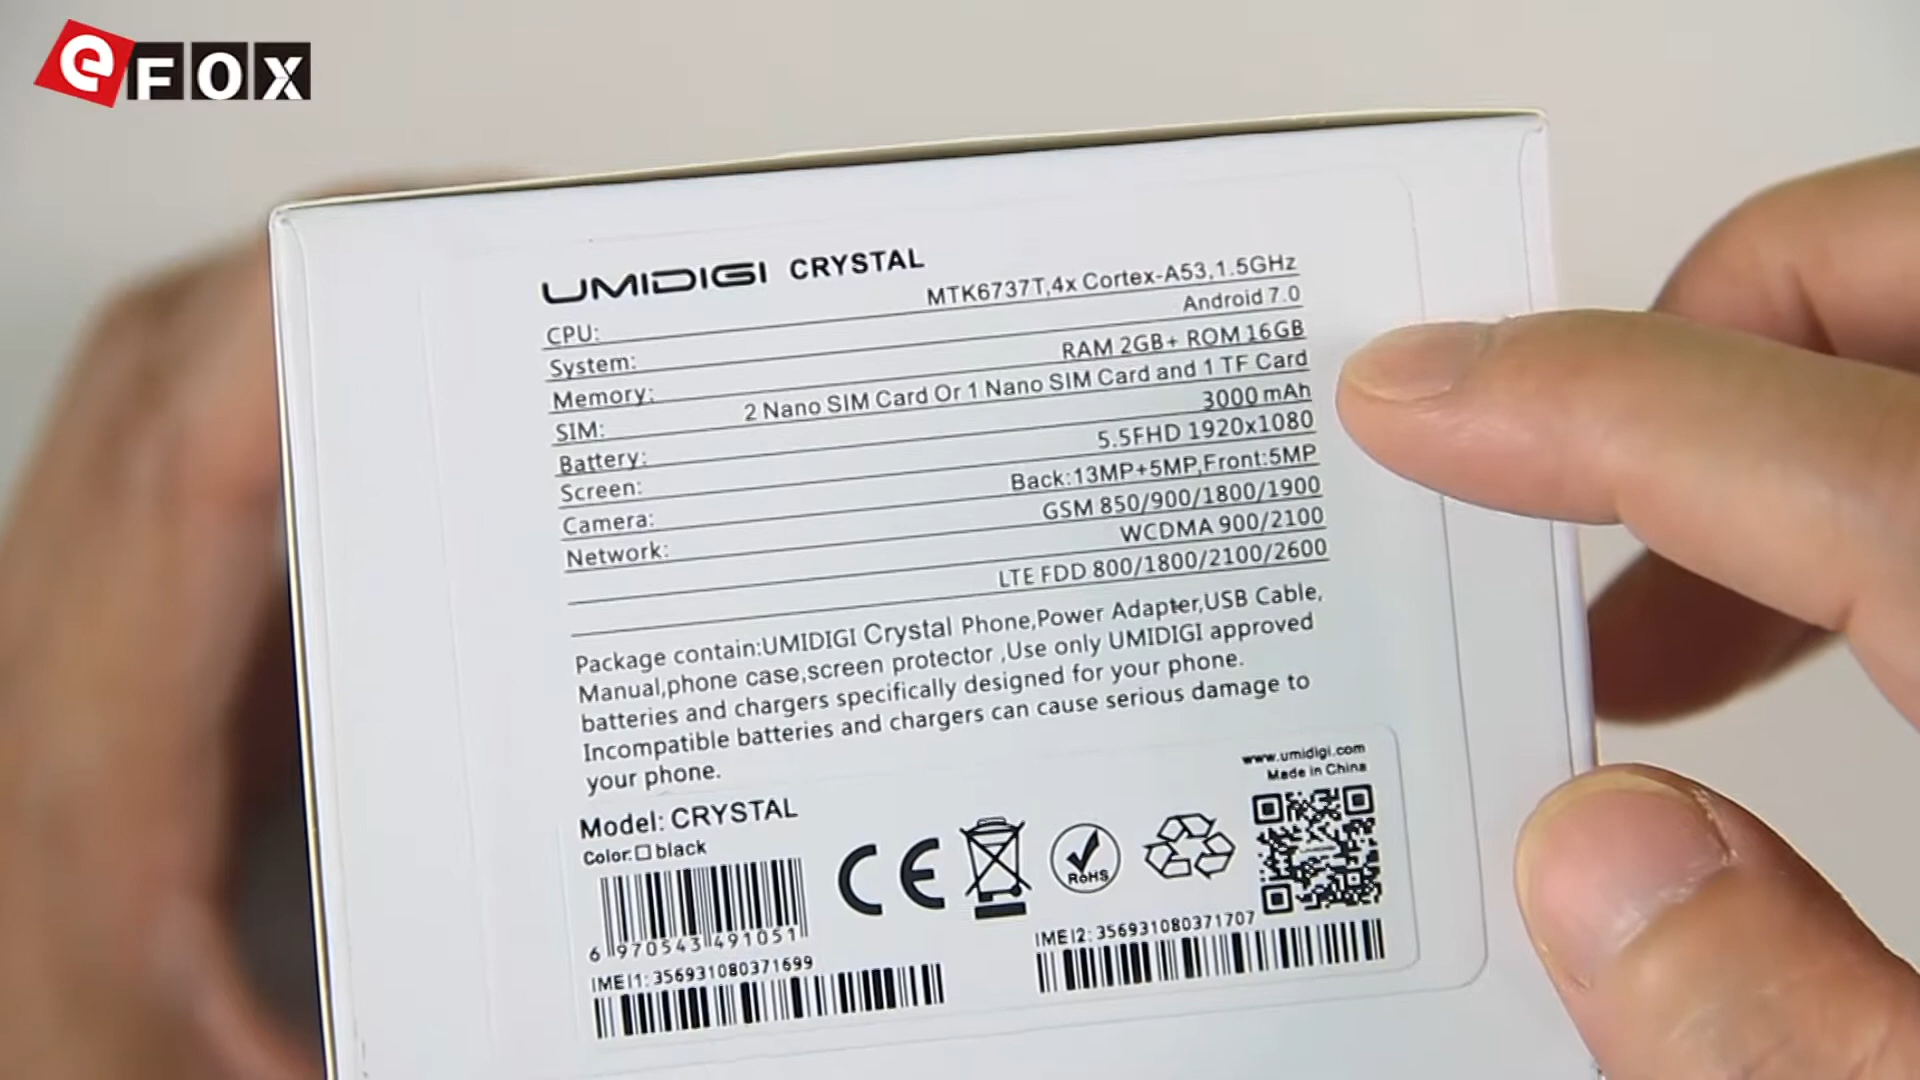 eFOX
UMIDIGI CRYSTAL
CPU: MTK6737T,4x Cortex-A53,1.5GHz
System: Android 7.0
Memory: RAM 2GB+ ROM 16GB
SIM: 2 Nano SIM Card Or 1 Nano SIM Card and 1 TF Card
Battery: 3000 mAh
Screen: 5.5FHD 1920x1080
Camera: Back:13MP+5MP,Front:5MP
Network: GSM 850/900/1800/1900
WCDMA 900/2100
LTE FDD 800/1800/2100/2600
Package contain:UMIDIGI Crystal Phone,Power Adapter,USB Cable,
Manual,phone case,screen protector ,Use only UMIDIGI approved
batteries and chargers specifically designed for your phone.
Incompatible batteries and chargers can cause serious damage to
your phone.
www.umidigi.com
Made in China
Model: CRYSTAL
Color: □ black
CE
RoHS
6 970543 491051
IMEI1: 356931080371699
IMEI2: 356931080371707